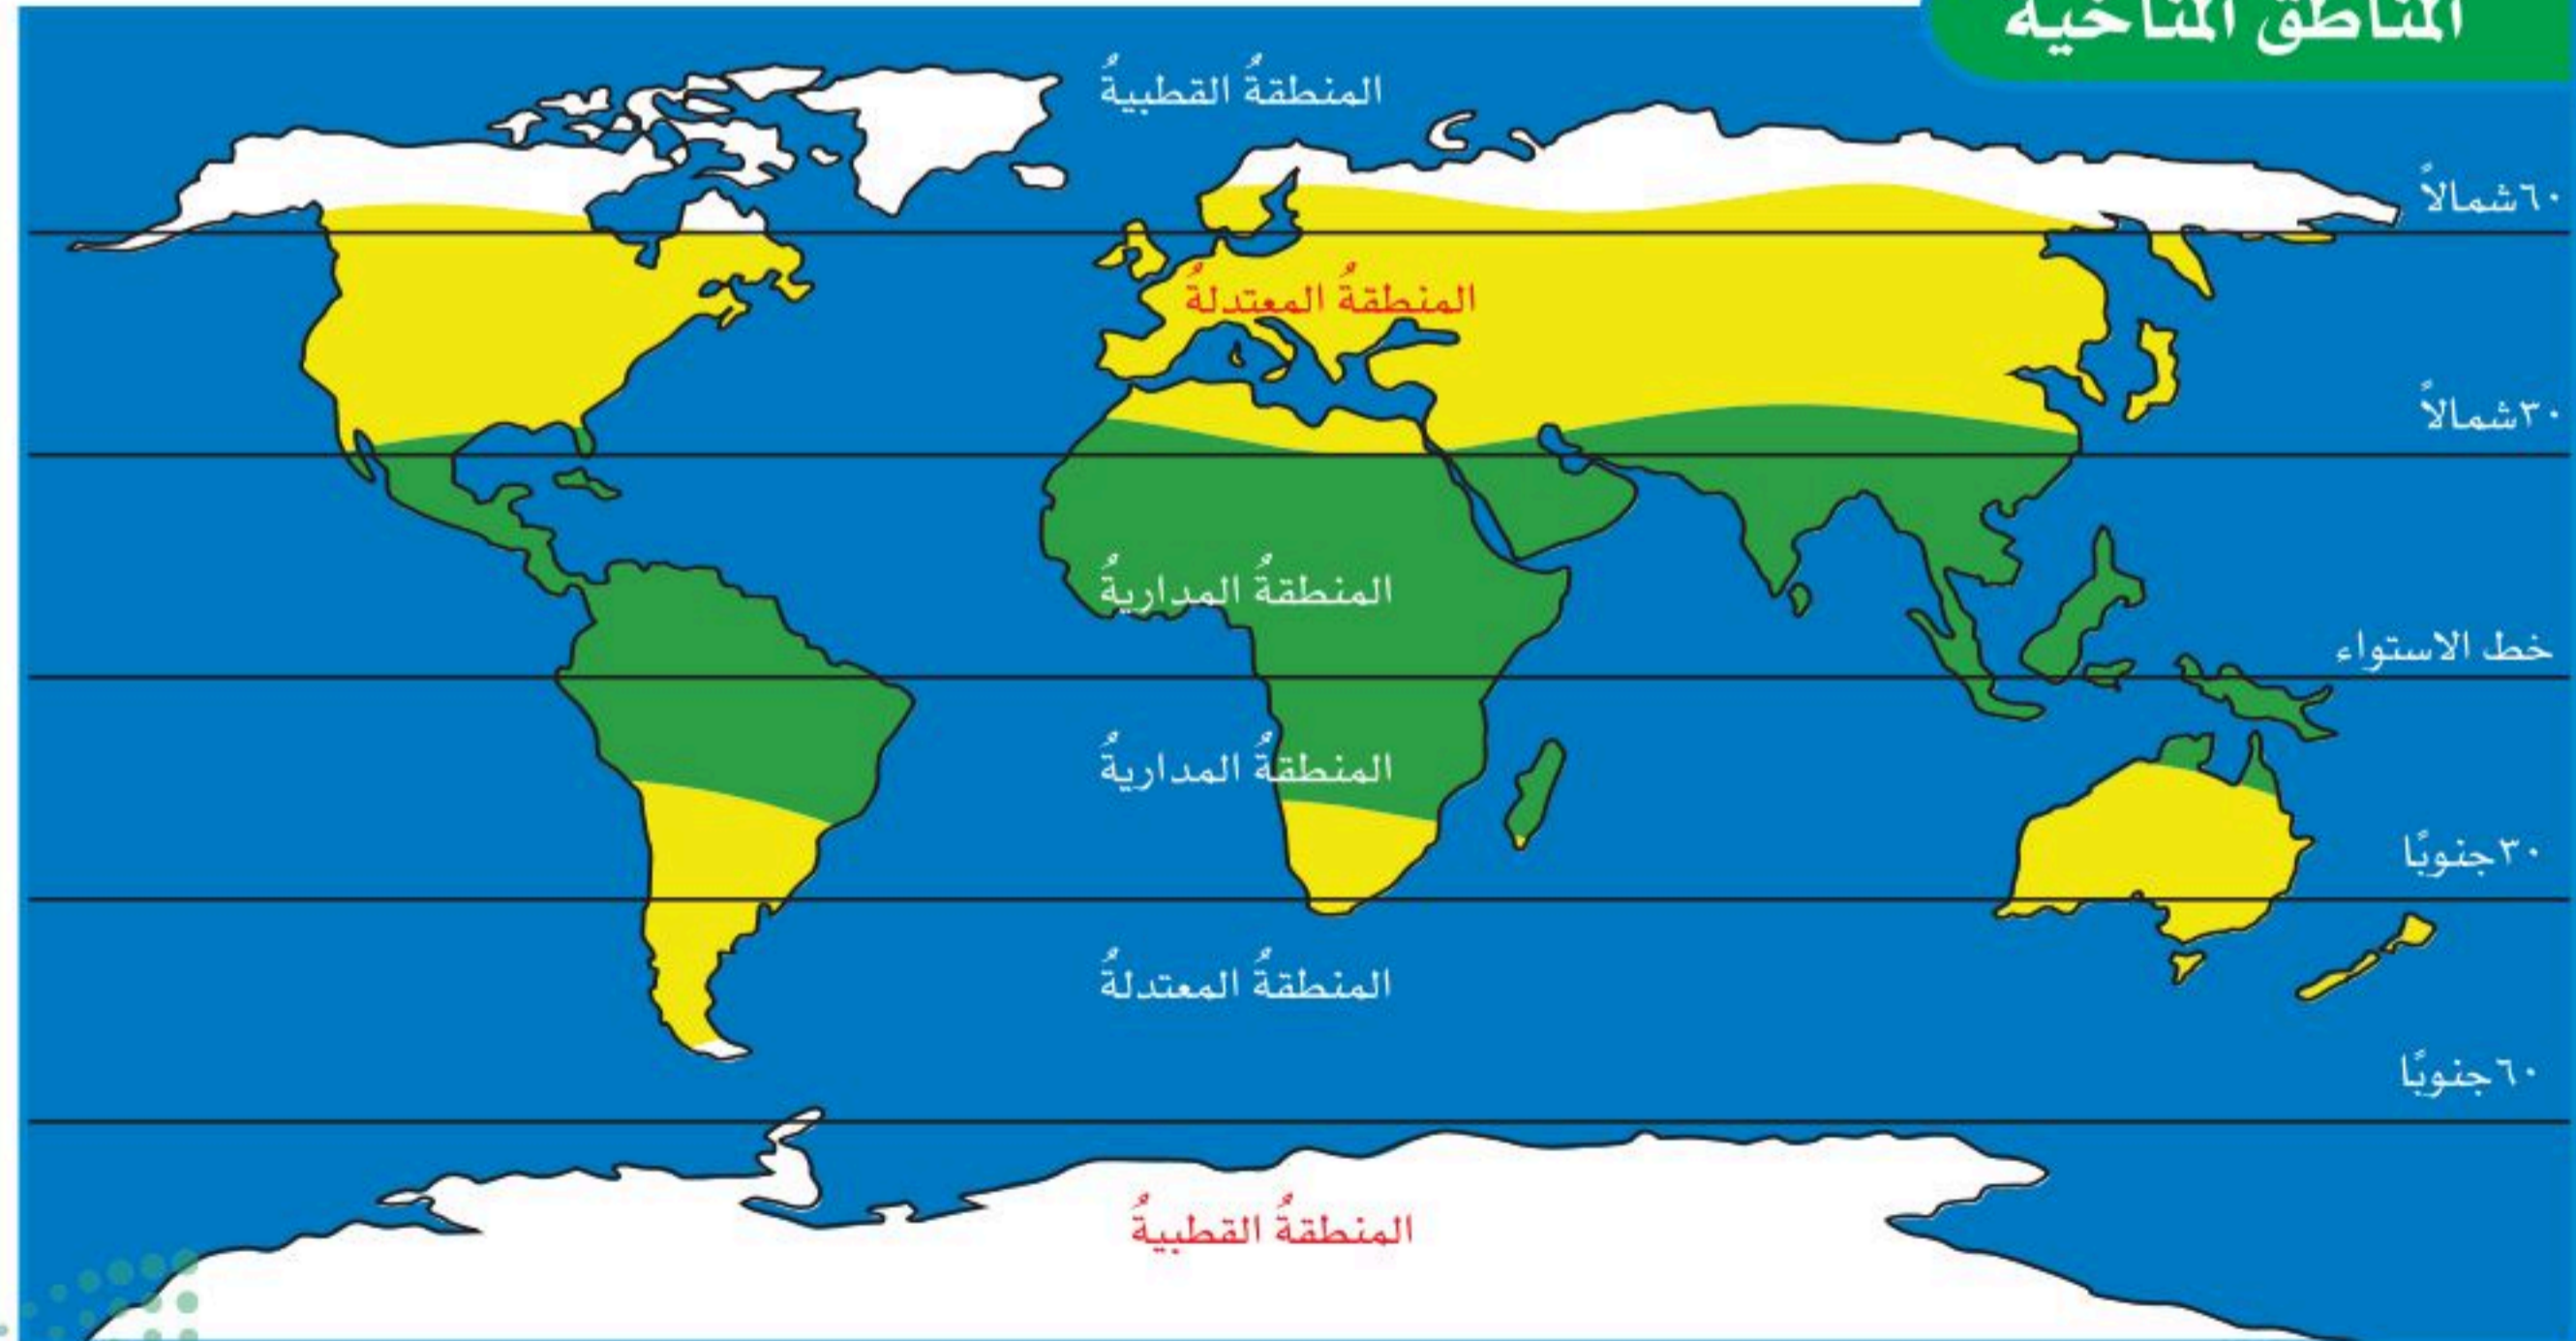 المناطق المناخية
المنطقةُ القطبيةُ
٦٠شمالاً
المنطقةُ المعتدلةُ
٣٠شمالاً
المنطقةُ المداريةُ
خط الاستواء
المنطقةُ المداريةُ
٣٠جنوبًا
المنطقةُ المعتدلةُ
٦٠جنوبًا
المنطقةُ القطبيةُ